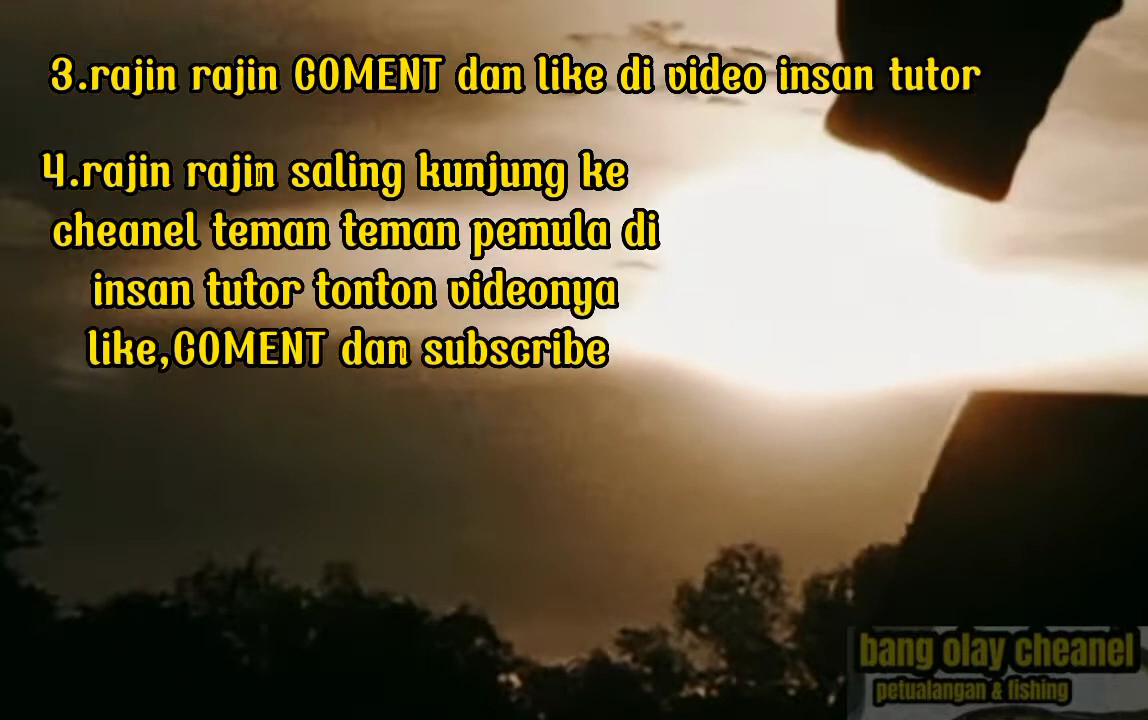 3.rajin rajin COMENT dan like di video insan tutor
4.rajin rajin saling kunjung ke
cheanel teman teman pemula di
insan tutor tonton videonya
like,COMENT dan subscribe
bang olay cheanel
petualangan & fishing